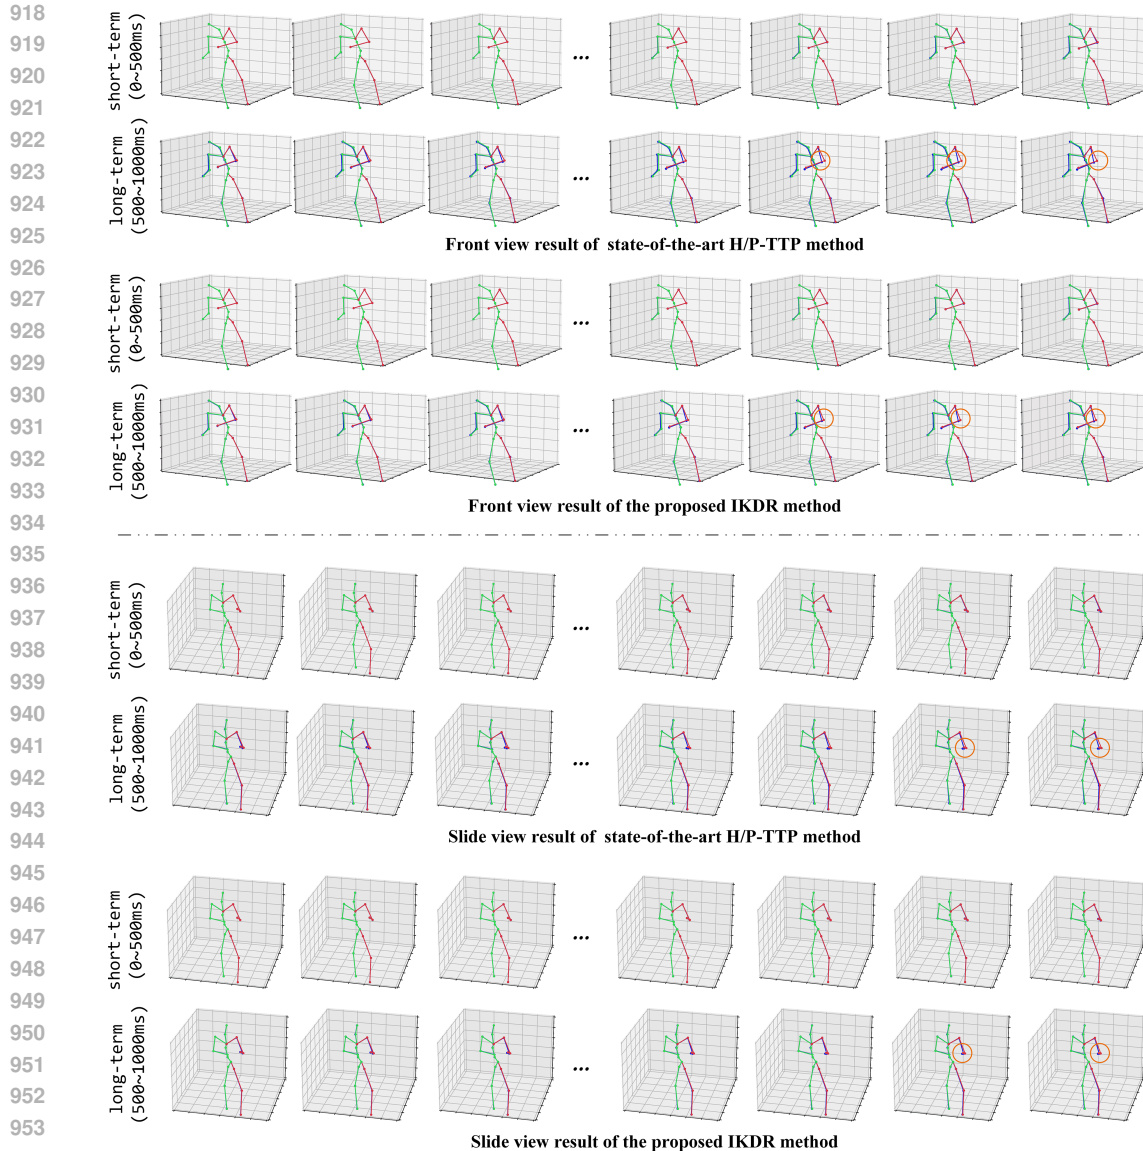 918
919
920
921
922
923
924
925
926
927
928
929
930
931
932
933
934
935
936
937
938
939
940
941
942
943
944
945
946
947
948
949
950
951
952
953
short-term
(0~500ms)
...
long-term
(500~1000ms)
...
Front view result of state-of-the-art H/P-TTP method
short-term
(0~500ms)
...
long-term
(500~1000ms)
...
Front view result of the proposed IKDR method
short-term
(0~500ms)
...
long-term
(500~1000ms)
...
Slide view result of state-of-the-art H/P-TTP method
short-term
(0~500ms)
...
long-term
(500~1000ms)
...
Slide view result of the proposed IKDR method